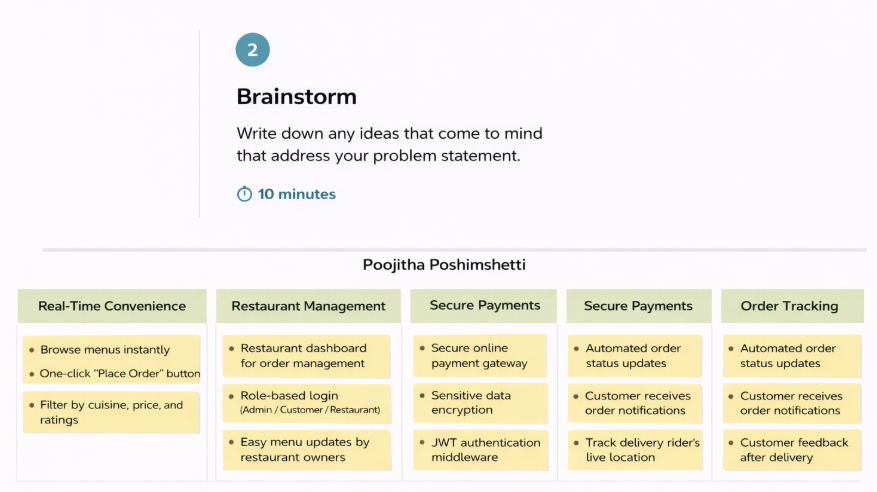 2
Brainstorm
Write down any ideas that come to mind
that address your problem statement.
10 minutes
Poojitha Poshimshetti
Real-Time Convenience
• Browse menus instantly
• One-click "Place Order" button
• Filter by cuisine, price, and
ratings
Restaurant Management
• Restaurant dashboard
for order management
• Role-based login
(Admin / Customer / Restaurant)
• Easy menu updates by
restaurant owners
Secure Payments
• Secure online
payment gateway
• Sensitive data
encryption
• JWT authentication
middleware
Secure Payments
• Automated order
status updates
• Customer receives
order notifications
• Track delivery rider's
live location
Order Tracking
• Automated order
status updates
• Customer receives
order notifications
• Customer feedback
after delivery